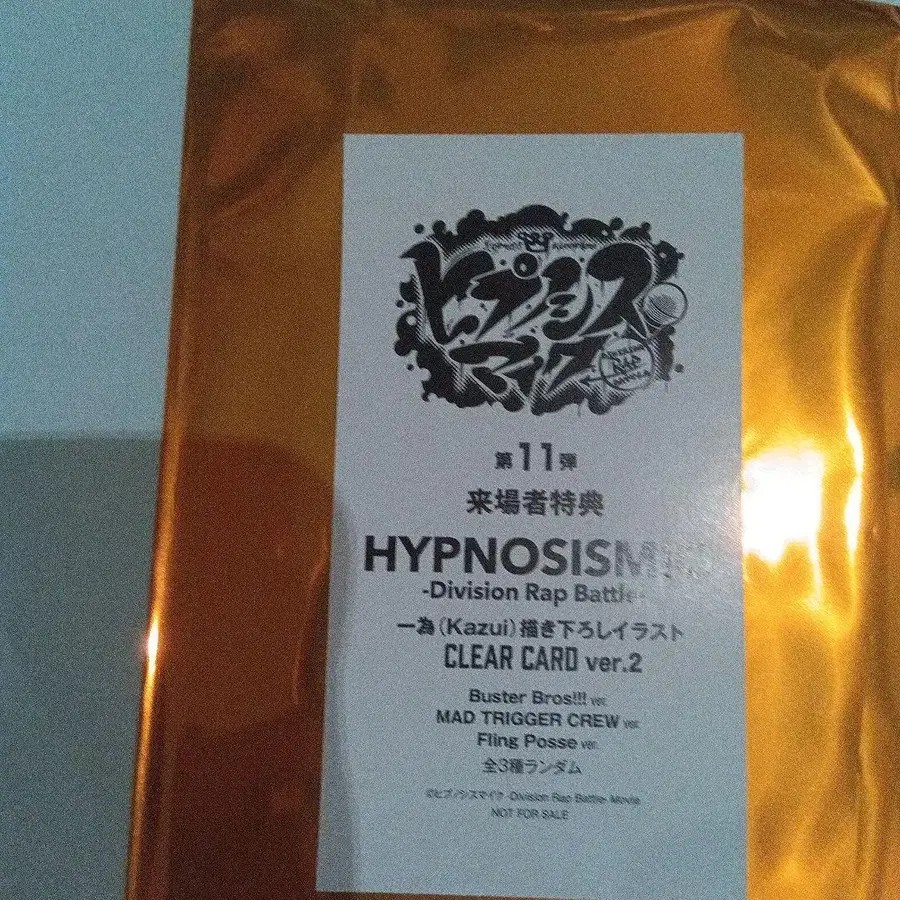 ヒプノシス
マイク
RAP
第11弾
来場者特典
HYPNOSISMIC
-Division Rap Battle-
一為（Kazui）描き下ろしイラスト
CLEAR CARD ver.2
Buster Bros!!! ver.
MAD TRIGGER CREW ver.
Fling Posse ver.
全3種ランダム
©ヒプノシスマイク -Division Rap Battle- Movie
NOT FOR SALE